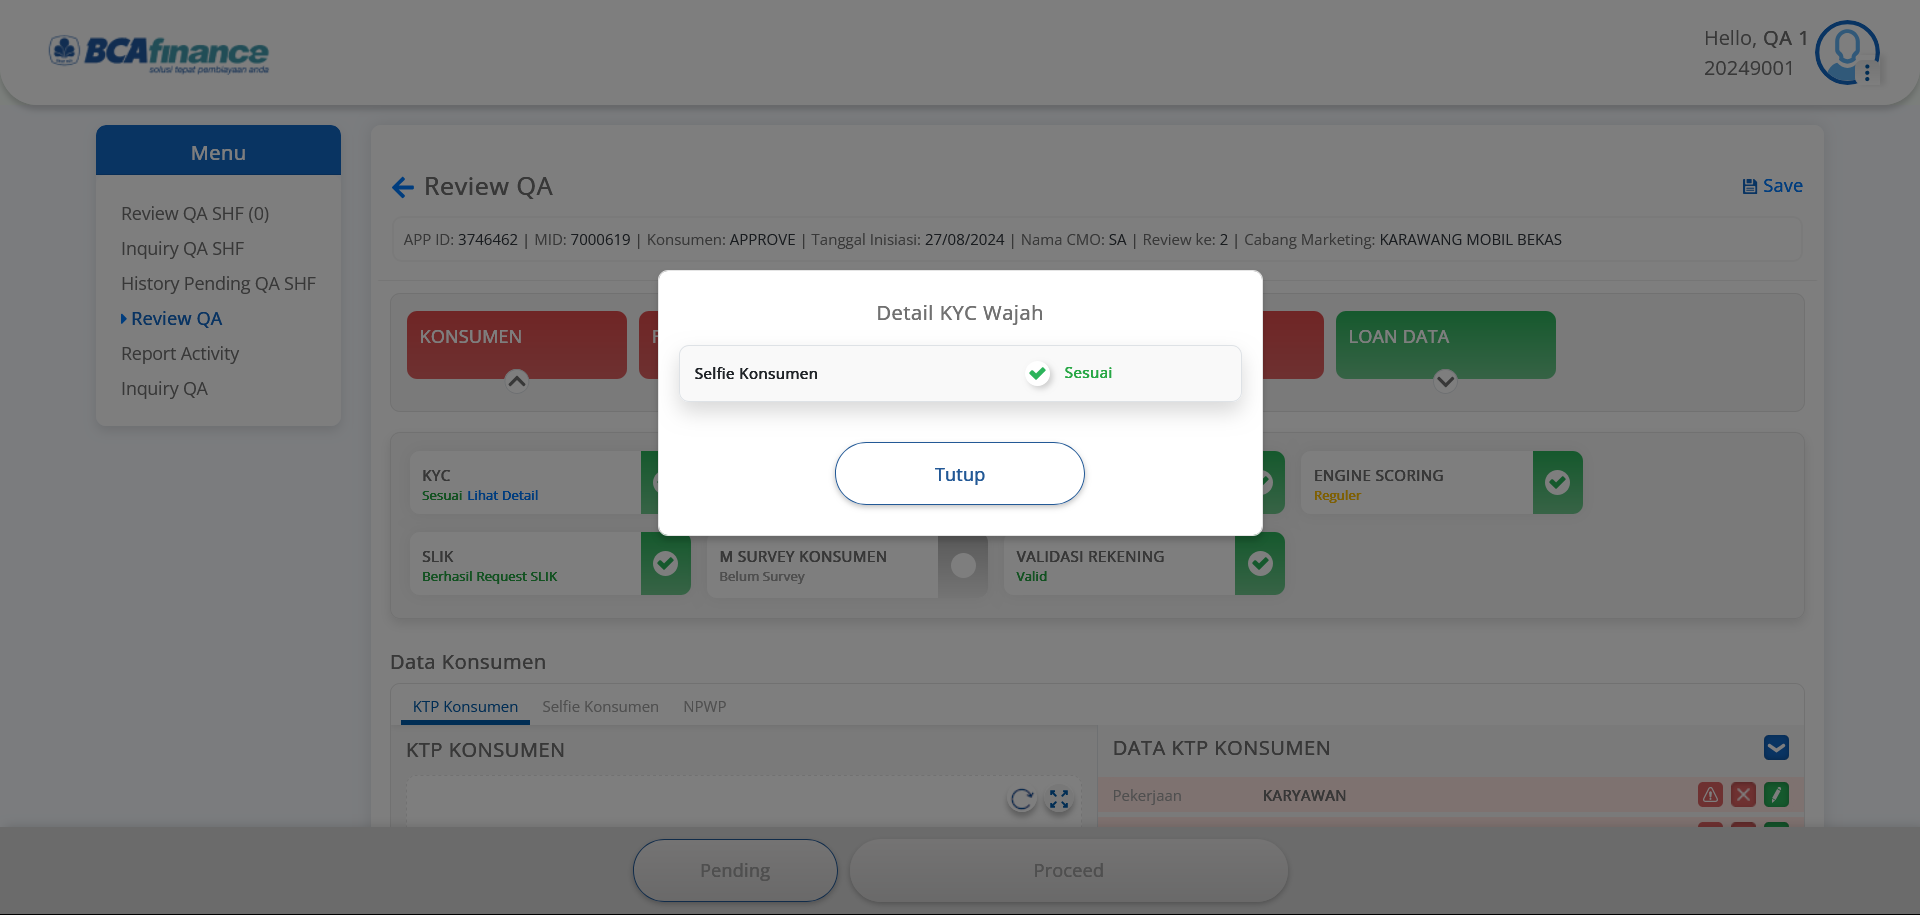 BCAfinance
solusi tepat pembiayaan anda
Hello, QA 1
20249001
Menu
Review QA SHF (0)
Inquiry QA SHF
History Pending QA SHF
Review QA
Report Activity
Inquiry QA
Review QA
Save
APP ID: 3746462 | MID: 7000619 | Konsumen: APPROVE | Tanggal Inisiasi: 27/08/2024 | Nama CMO: SA | Review ke: 2 | Cabang Marketing: KARAWANG MOBIL BEKAS
KONSUMEN
LOAN DATA
Detail KYC Wajah
Selfie Konsumen
Sesuai
Tutup
KYC
Sesuai Lihat Detail
ENGINE SCORING
Reguler
SLIK
Berhasil Request SLIK
M SURVEY KONSUMEN
Belum Survey
VALIDASI REKENING
Valid
Data Konsumen
KTP Konsumen
Selfie Konsumen
NPWP
KTP KONSUMEN
DATA KTP KONSUMEN
Pekerjaan
KARYAWAN
Pending
Proceed